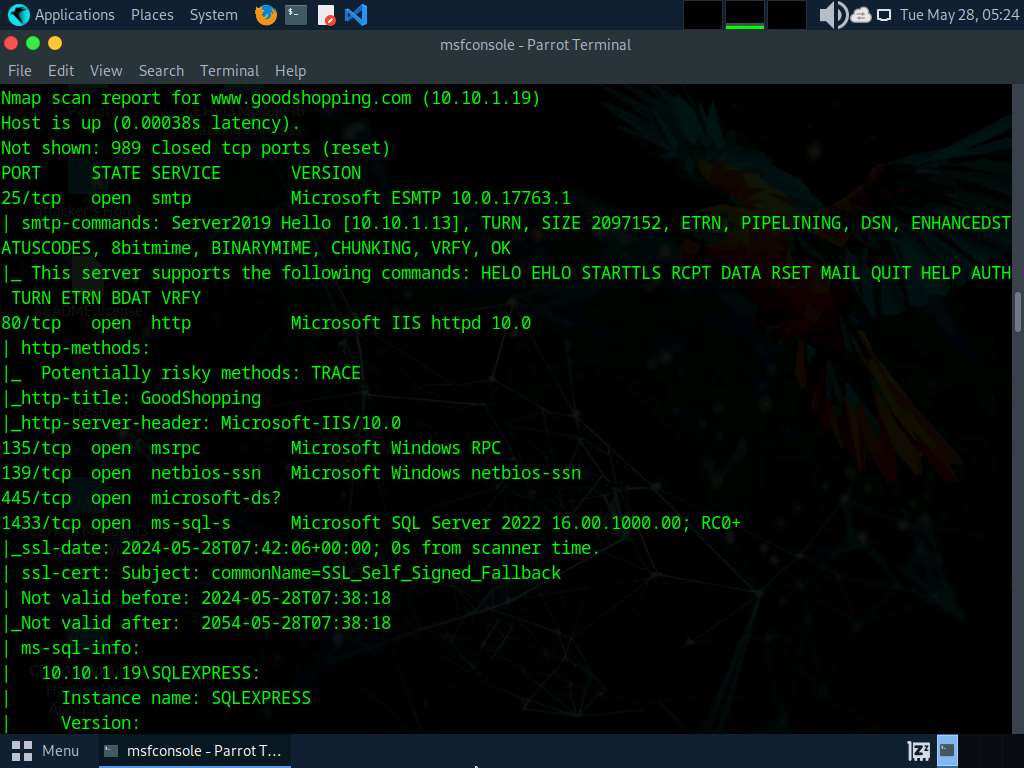 Applications Places System Tue May 28, 05:24
msfconsole - Parrot Terminal
File Edit View Search Terminal Help
Nmap scan report for www.goodshopping.com (10.10.1.19)
Host is up (0.00038s latency).
Not shown: 989 closed tcp ports (reset)
PORT     STATE SERVICE       VERSION
25/tcp   open  smtp          Microsoft ESMTP 10.0.17763.1
| smtp-commands: Server2019 Hello [10.10.1.13], TURN, SIZE 2097152, ETRN, PIPELINING, DSN, ENHANCEDST
ATUSCODES, 8bitmime, BINARYMIME, CHUNKING, VRFY, OK
|_ This server supports the following commands: HELO EHLO STARTTLS RCPT DATA RSET MAIL QUIT HELP AUTH
 TURN ETRN BDAT VRFY
80/tcp   open  http          Microsoft IIS httpd 10.0
| http-methods:
|_  Potentially risky methods: TRACE
|_http-title: GoodShopping
|_http-server-header: Microsoft-IIS/10.0
135/tcp  open  msrpc         Microsoft Windows RPC
139/tcp  open  netbios-ssn   Microsoft Windows netbios-ssn
445/tcp  open  microsoft-ds?
1433/tcp open  ms-sql-s      Microsoft SQL Server 2022 16.00.1000.00; RC0+
|_ssl-date: 2024-05-28T07:42:06+00:00; 0s from scanner time.
| ssl-cert: Subject: commonName=SSL_Self_Signed_Fallback
| Not valid before: 2024-05-28T07:38:18
|_Not valid after:  2054-05-28T07:38:18
| ms-sql-info:
|   10.10.1.19\SQLEXPRESS:
|     Instance name: SQLEXPRESS
|     Version:
Menu msfconsole - Parrot T...